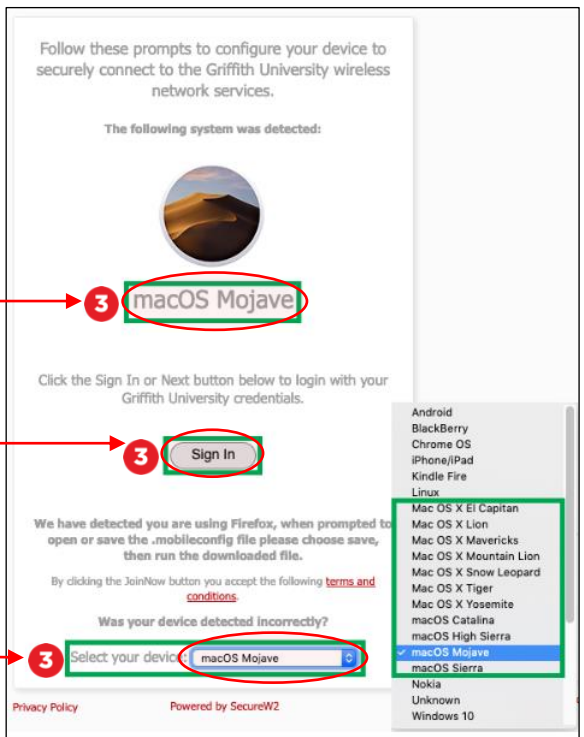 Follow these prompts to configure your device to
securely connect to the Griffith University wireless
network services.
The following system was detected:
3 macOS Mojave
Click the Sign In or Next button below to login with your
Griffith University credentials.
3 Sign In
We have detected you are using Firefox, when prompted to
open or save the .mobileconfig file please choose save,
then run the downloaded file.
By clicking the JoinNow button you accept the following terms and
conditions.
Was your device detected incorrectly?
3 Select your device: macOS Mojave
Android
BlackBerry
Chrome OS
iPhone/iPad
Kindle Fire
Linux
Mac OS X El Capitan
Mac OS X Lion
Mac OS X Mavericks
Mac OS X Mountain Lion
Mac OS X Snow Leopard
Mac OS X Tiger
Mac OS X Yosemite
macOS Catalina
macOS High Sierra
✓ macOS Mojave
macOS Sierra
Nokia
Unknown
Windows 10
Privacy Policy
Powered by SecureW2